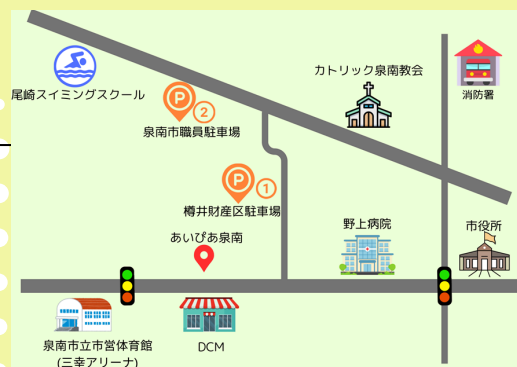 カトリック泉南教会
消防署
尾崎スイミングスクール
P
2
泉南市職員駐車場
P
1
樽井財産区駐車場
野上病院
市役所
あいぴあ泉南
泉南市立市営体育館
(三幸アリーナ)
DCM